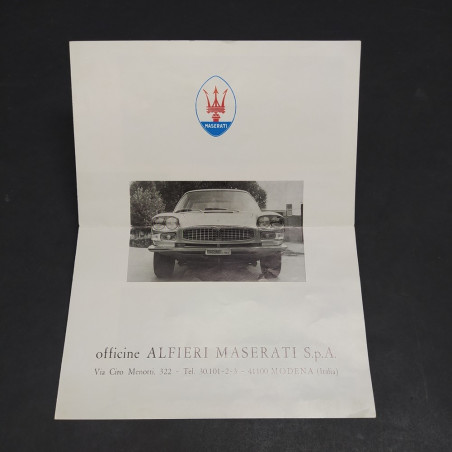 MASERATI
officine ALFIERI MASERATI S.p.A.
Via Ciro Menotti, 322 - Tel. 30.101-2-3 - 41100 MODENA (Italia)